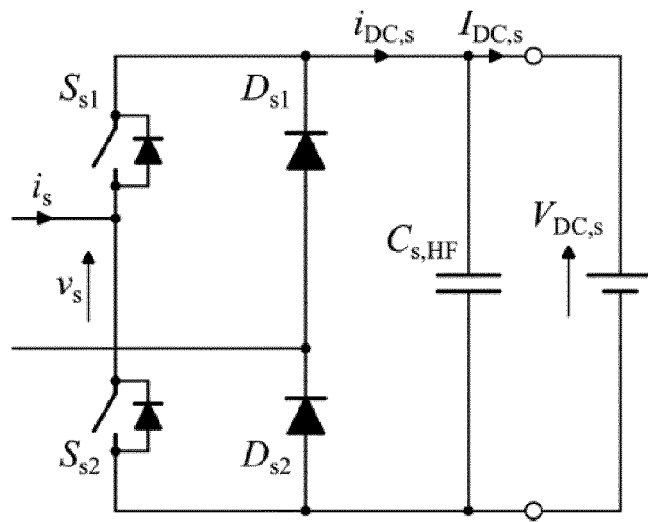 i_DC,s
I_DC,s
S_s1
D_s1
i_s
C_s,HF
V_DC,s
v_s
S_s2
D_s2